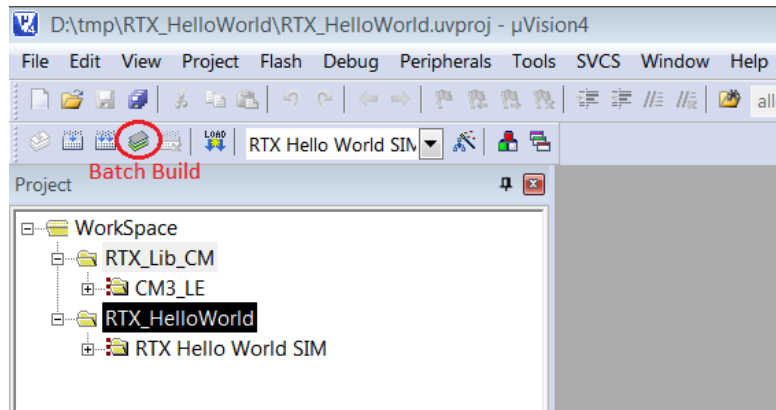 D:\tmp\RTX_HelloWorld\RTX_HelloWorld.uvproj - µVision4
File Edit View Project Flash Debug Peripherals Tools SVCS Window Help
LOAD RTX Hello World SIM
Batch Build
Project
WorkSpace
RTX_Lib_CM
CM3_LE
RTX_HelloWorld
RTX Hello World SIM